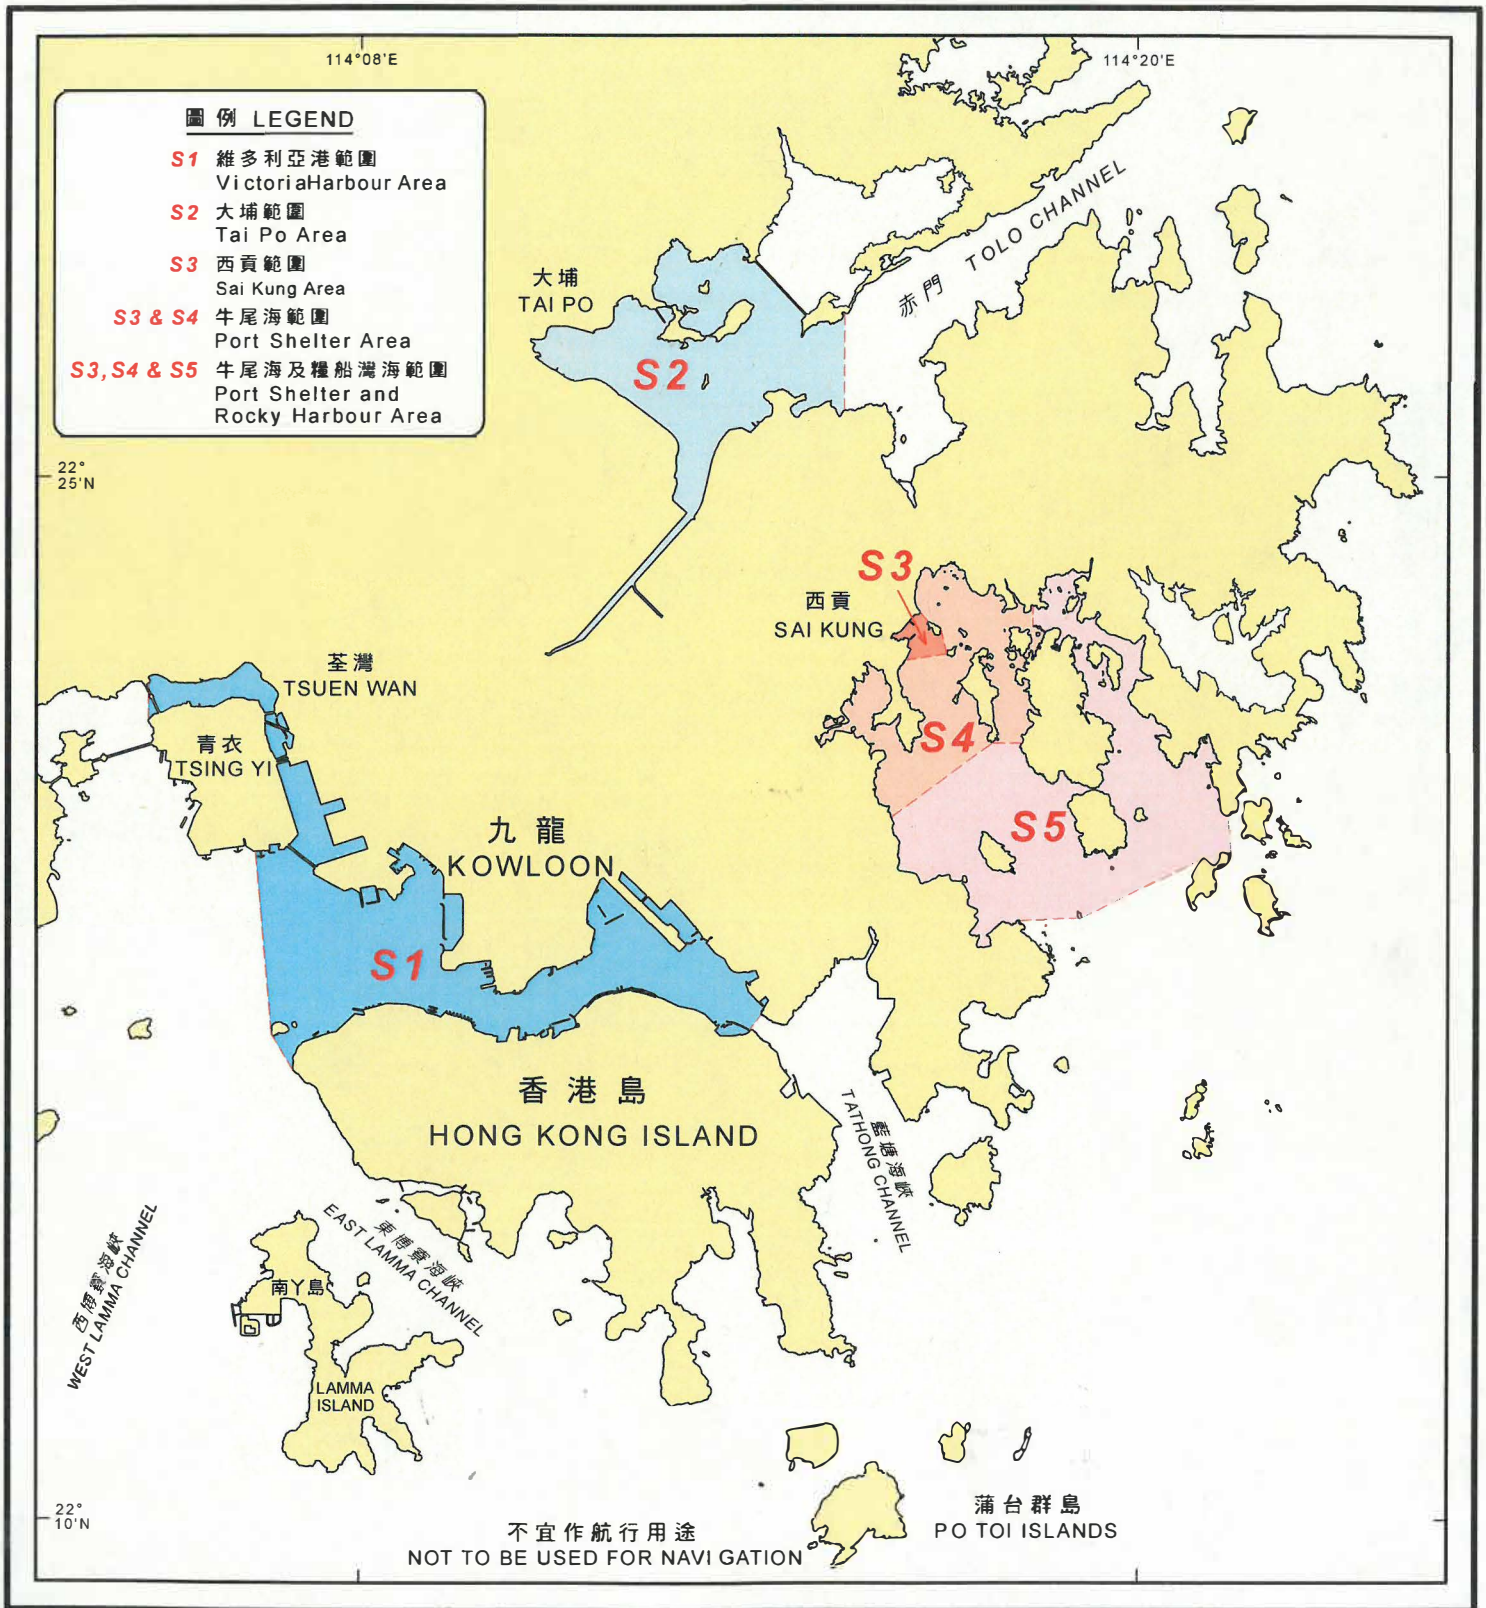 114°08'E
114°20'E
圖例 LEGEND
S1 維多利亞港範圍
VictoriaHarbour Area
S2 大埔範圍
Tai Po Area
S3 西貢範圍
Sai Kung Area
S3 & S4 牛尾海範圍
Port Shelter Area
S3, S4 & S5 牛尾海及糧船灣海範圍
Port Shelter and
Rocky Harbour Area
赤門 TOLO CHANNEL
大埔
TAI PO
S2
22°
25'N
S3
西貢
SAI KUNG
荃灣
TSUEN WAN
青衣
TSING YI
S4
九龍
KOWLOON
S5
S1
香港島
HONG KONG ISLAND
藍塘海峽
TATHONG CHANNEL
東博寮海峽
EAST LAMMA CHANNEL
西博寮海峽
WEST LAMMA CHANNEL
南丫島
LAMMA
ISLAND
22°
10'N
蒲台群島
PO TOI ISLANDS
不宜作航行用途
NOT TO BE USED FOR NAVIGATION